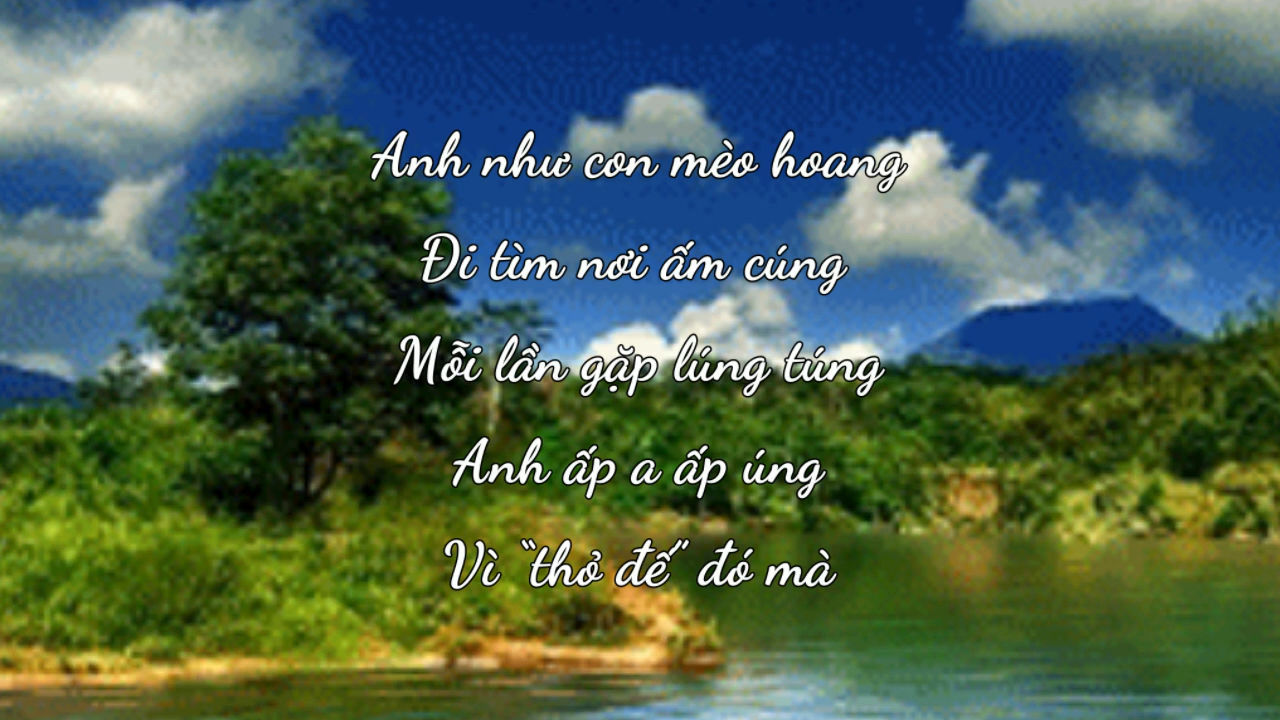 Anh như con mèo hoang
Đi tìm nơi ấm cúng
Mỗi lần gặp lúng túng
Anh ấp a ấp úng
Vì “thỏ đế” đó mà